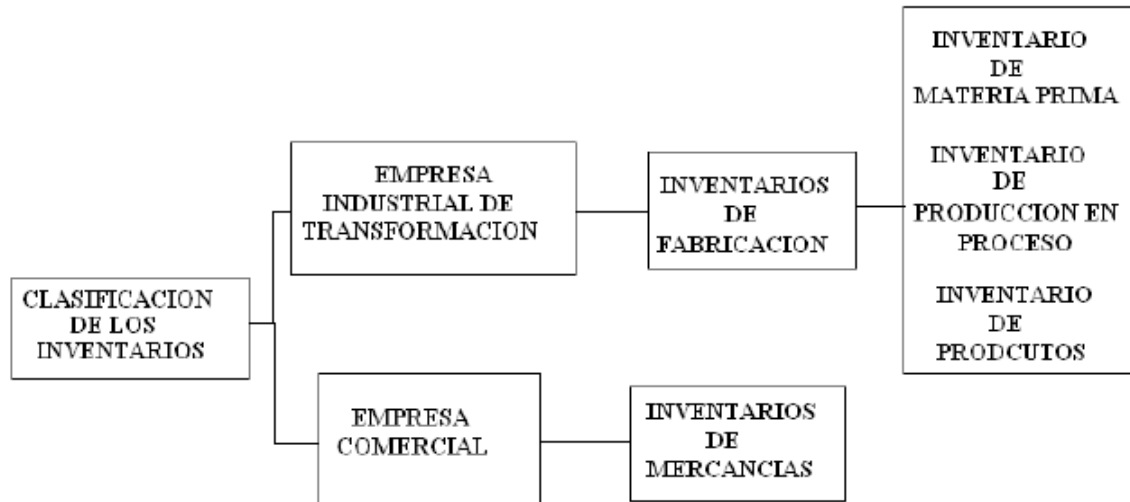 CLASIFICACION
DE LOS
INVENTARIOS
EMPRESA
INDUSTRIAL DE
TRANSFORMACION
INVENTARIOS
DE
FABRICACION
INVENTARIO
DE
MATERIA PRIMA
INVENTARIO
DE
PRODUCCION EN
PROCESO
INVENTARIO
DE
PRODCUTOS
EMPRESA
COMERCIAL
INVENTARIOS
DE
MERCANCIAS